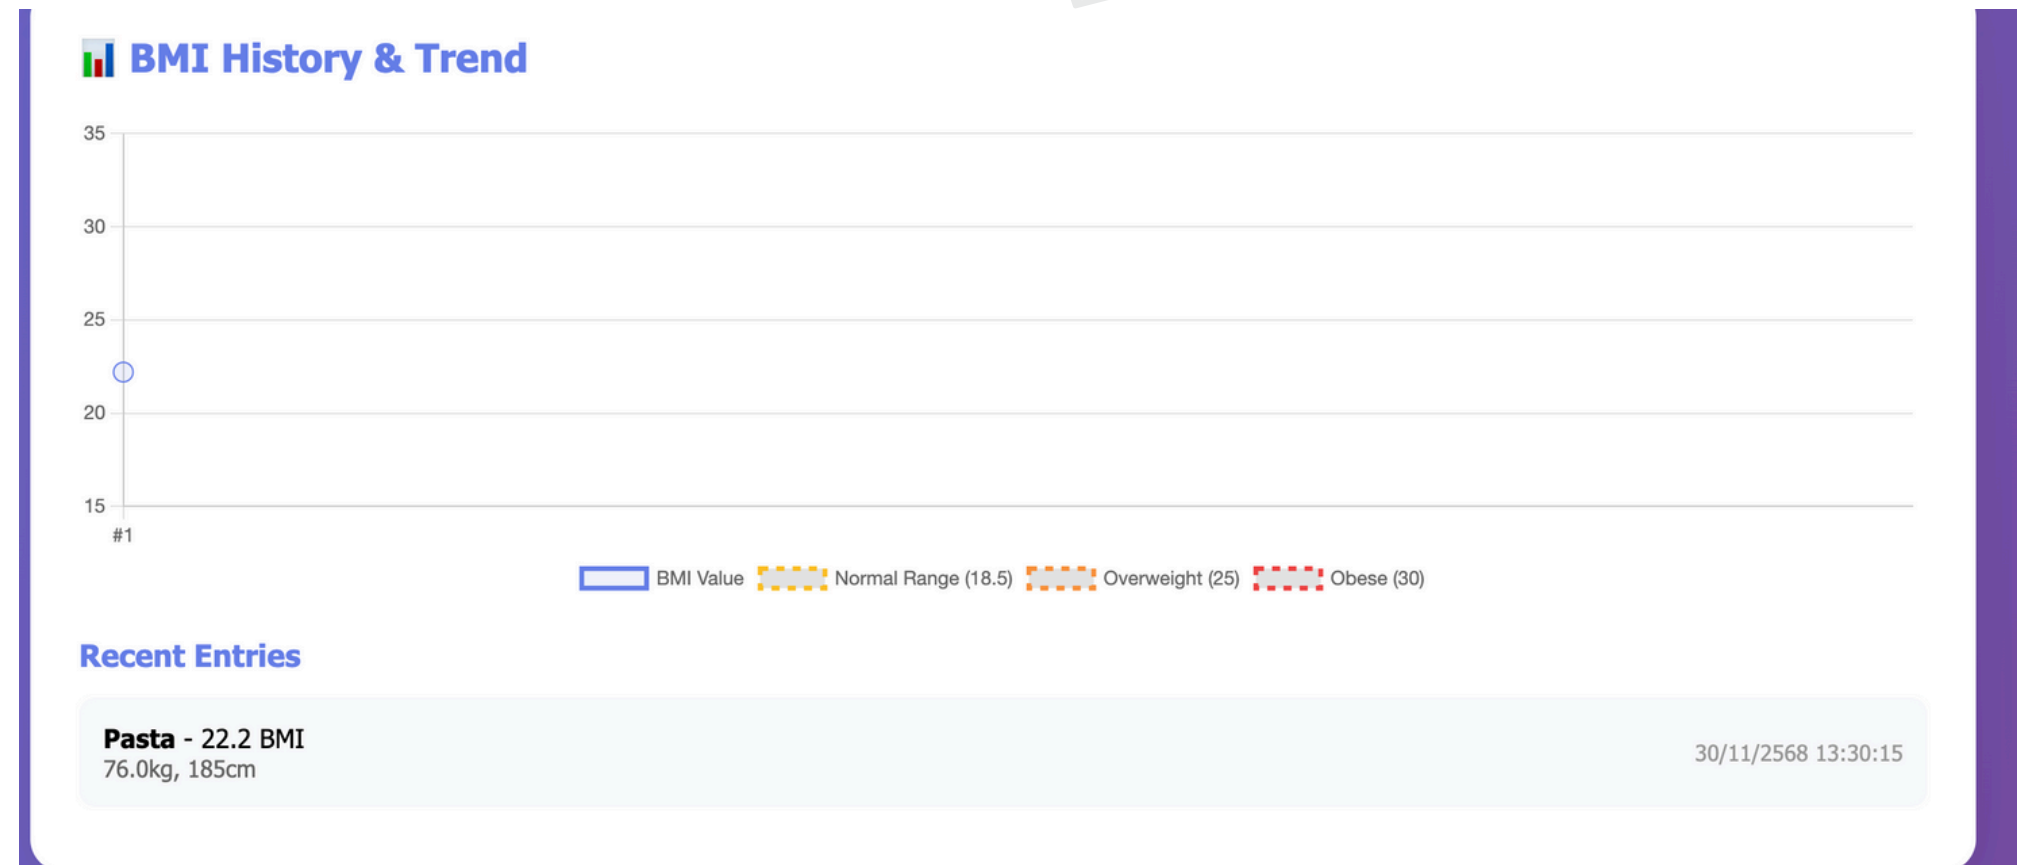 BMI History & Trend
35
30
25
20
15
#1
BMI Value Normal Range (18.5) Overweight (25) Obese (30)
Recent Entries
Pasta - 22.2 BMI
76.0kg, 185cm
30/11/2568 13:30:15